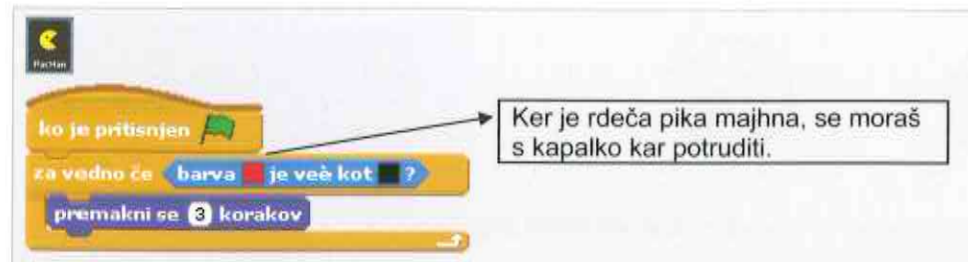 PacMan
ko je pritisnjen
za vedno če barva je veè kot ?
premakni se 3 korakov
Ker je rdeča pika majhna, se moraš
s kapalko kar potruditi.